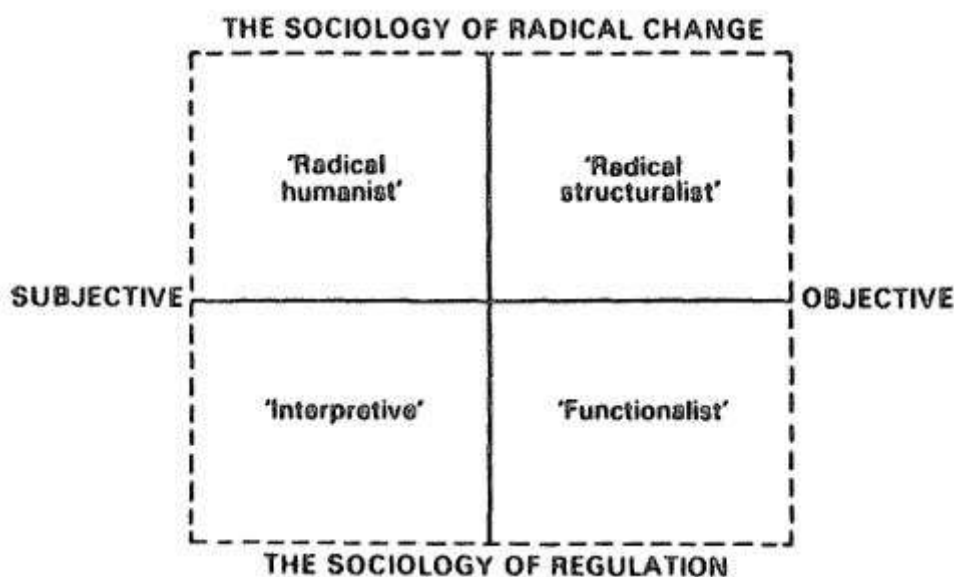 THE SOCIOLOGY OF RADICAL CHANGE
'Radical
humanist'
'Radical
structuralist'
SUBJECTIVE
OBJECTIVE
'Interpretive'
'Functionalist'
THE SOCIOLOGY OF REGULATION